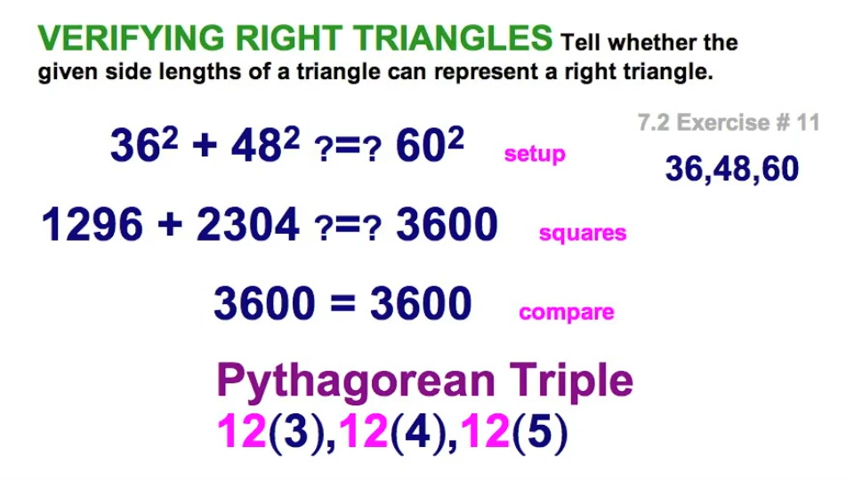 VERIFYING RIGHT TRIANGLES Tell whether the
given side lengths of a triangle can represent a right triangle.
7.2 Exercise # 11
36² + 48² ?=? 60² setup
36,48,60
1296 + 2304 ?=? 3600 squares
3600 = 3600 compare
Pythagorean Triple
12(3),12(4),12(5)